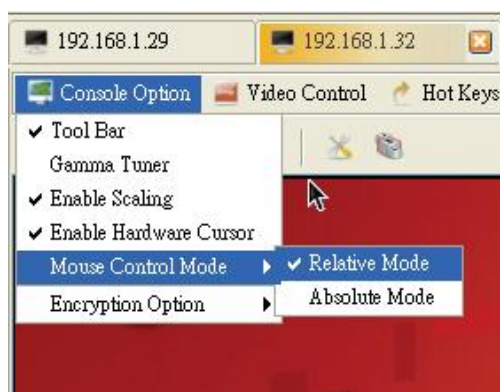 192.168.1.29 192.168.1.32
Console Option Video Control Hot Keys
Tool Bar
Gamma Tuner
Enable Scaling
Enable Hardware Cursor
Mouse Control Mode Relative Mode
Encryption Option Absolute Mode